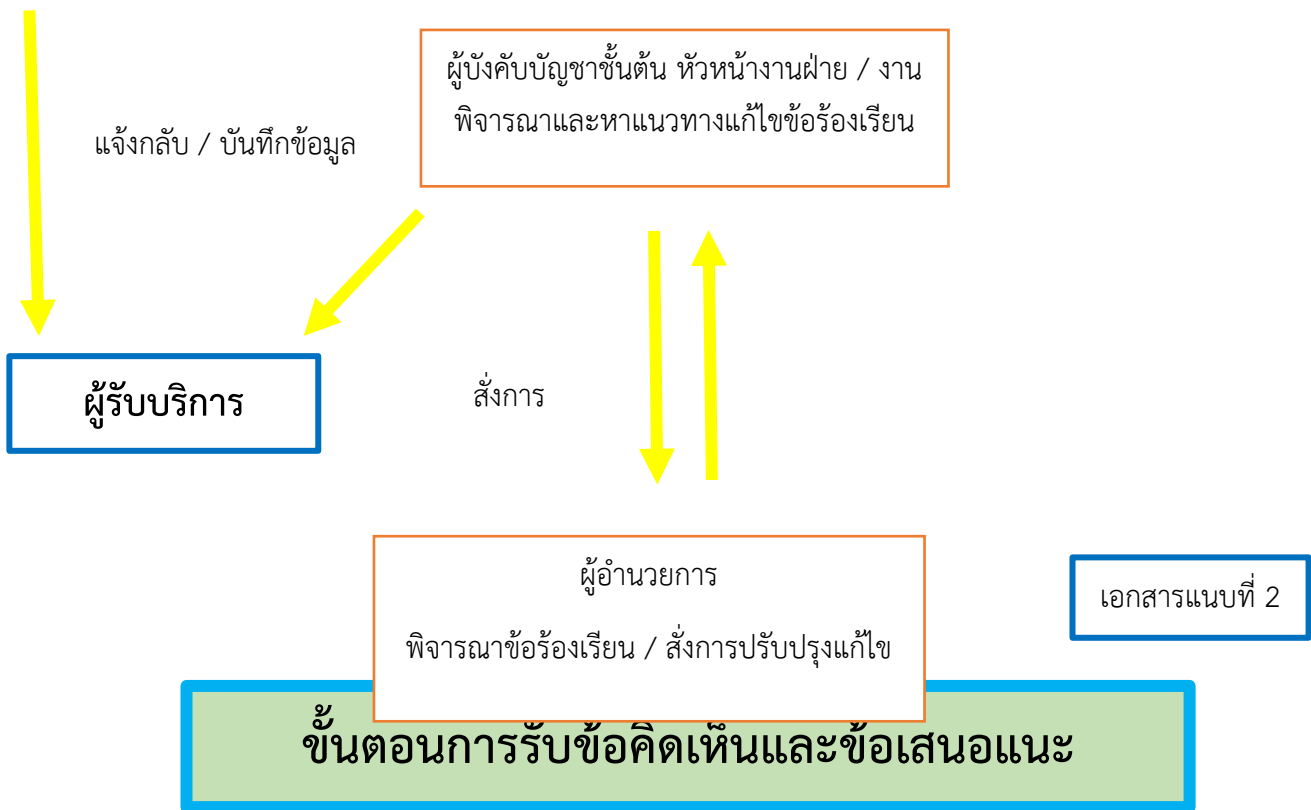 ผู้บังคับบัญชาชั้นต้น หัวหน้างานฝ่าย / งาน
พิจารณาและหาแนวทางแก้ไขข้อร้องเรียน
แจ้งกลับ / บันทึกข้อมูล
ผู้รับบริการ
สั่งการ
ผู้อำนวยการ
พิจารณาข้อร้องเรียน / สั่งการปรับปรุงแก้ไข
เอกสารแนบที่ 2
ขั้นตอนการรับข้อคิดเห็นและข้อเสนอแนะ